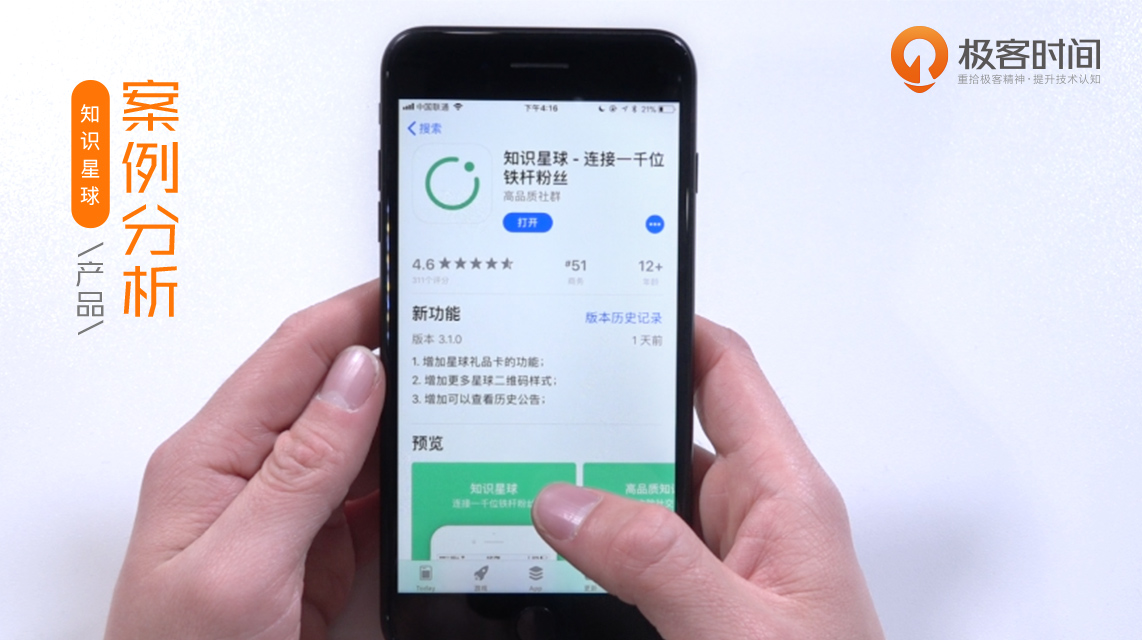 知识星球
案例分析
\产品\
极客时间
重拾极客精神·提升技术认知
中国联通
下午4:16
21%
搜索
知识星球 - 连接一千位
铁杆粉丝
高品质社群
打开
4.6
#51
12+
311个评分
商务
年龄
新功能
版本历史记录
版本 3.1.0
1 天前
1. 增加星球礼品卡的功能；
2. 增加更多星球二维码样式；
3. 增加可以查看历史公告；
预览
知识星球
连接一千位铁杆粉丝
高品质知
Today
游戏
App